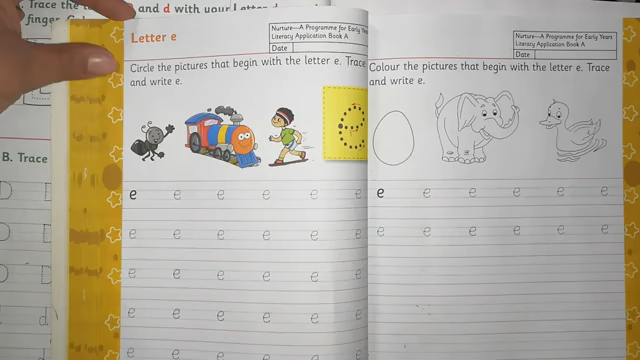 Trace the
and d with your Letter
finger.
B. Trace
d
Letter e
Nurture—A Programme for Early Years
Literacy Application Book A
Date
Circle the pictures that begin with the letter e. Trace
and write e.
e
e e e e e e
e e e e e e
e e e e e e
e e e e e e
e e e e e e
Nurture—A Programme for Early Years
Literacy Application Book A
Date
Colour the pictures that begin with the letter e. Trace
and write e.
e e e e e e
e e e e e e